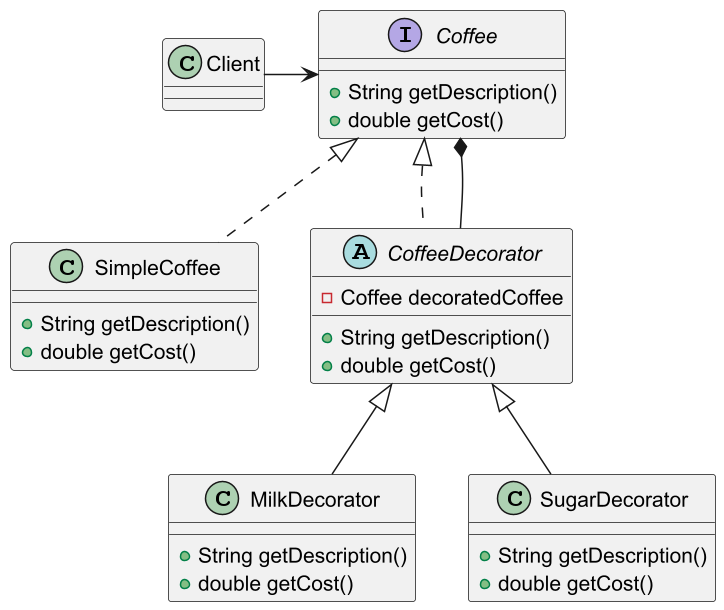 I Coffee
String getDescription()
double getCost()
C Client
C SimpleCoffee
String getDescription()
double getCost()
A CoffeeDecorator
Coffee decoratedCoffee
String getDescription()
double getCost()
C MilkDecorator
String getDescription()
double getCost()
C SugarDecorator
String getDescription()
double getCost()